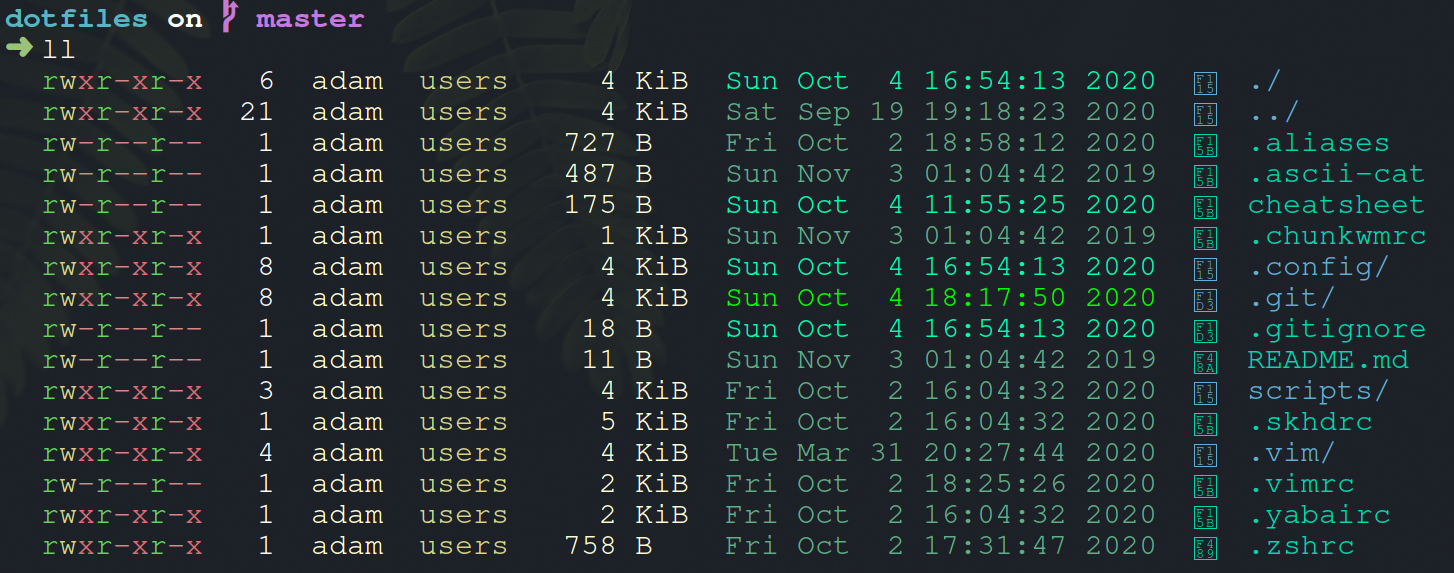 dotfiles on master
➜ ll
rwxr-xr-x 6 adam users 4 KiB Sun Oct 4 16:54:13 2020 ./
rwxr-xr-x 21 adam users 4 KiB Sat Sep 19 19:18:23 2020 ../
rw-r--r-- 1 adam users 727 B Fri Oct 2 18:58:12 2020 .aliases
rw-r--r-- 1 adam users 487 B Sun Nov 3 01:04:42 2019 .ascii-cat
rw-r--r-- 1 adam users 175 B Sun Oct 4 11:55:25 2020 cheatsheet
rwxr-xr-x 1 adam users 1 KiB Sun Nov 3 01:04:42 2019 .chunkwmrc
rwxr-xr-x 8 adam users 4 KiB Sun Oct 4 16:54:13 2020 .config/
rwxr-xr-x 8 adam users 4 KiB Sun Oct 4 18:17:50 2020 .git/
rw-r--r-- 1 adam users 18 B Sun Oct 4 16:54:13 2020 .gitignore
rw-r--r-- 1 adam users 11 B Sun Nov 3 01:04:42 2019 README.md
rwxr-xr-x 3 adam users 4 KiB Fri Oct 2 16:04:32 2020 scripts/
rwxr-xr-x 1 adam users 5 KiB Fri Oct 2 16:04:32 2020 .skhdrc
rwxr-xr-x 4 adam users 4 KiB Tue Mar 31 20:27:44 2020 .vim/
rw-r--r-- 1 adam users 2 KiB Fri Oct 2 18:25:26 2020 .vimrc
rwxr-xr-x 1 adam users 2 KiB Fri Oct 2 16:04:32 2020 .yabairc
rwxr-xr-x 1 adam users 758 B Fri Oct 2 17:31:47 2020 .zshrc